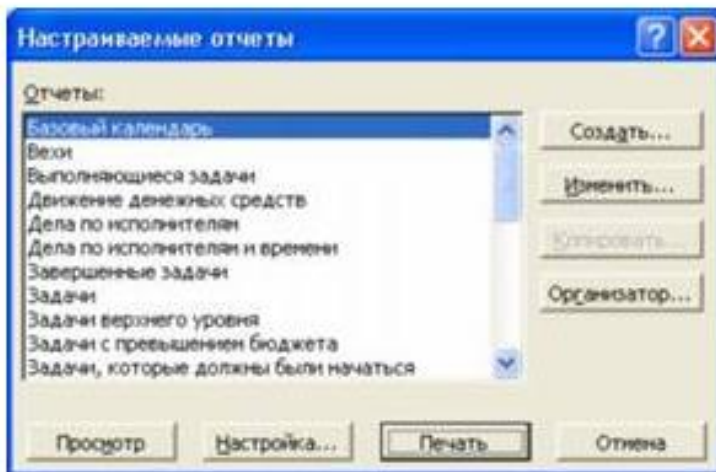 Настраиваемые отчеты
Отчеты:
Базовый календарь
Вехи
Выполняющиеся задачи
Движение денежных средств
Дела по исполнителям
Дела по исполнителям и времени
Завершенные задачи
Задачи
Задачи верхнего уровня
Задачи с превышением бюджета
Задачи, которые должны были начаться
Создать...
Изменить...
Копировать...
Организатор...
Просмотр
Настройка...
Печать
Отмена